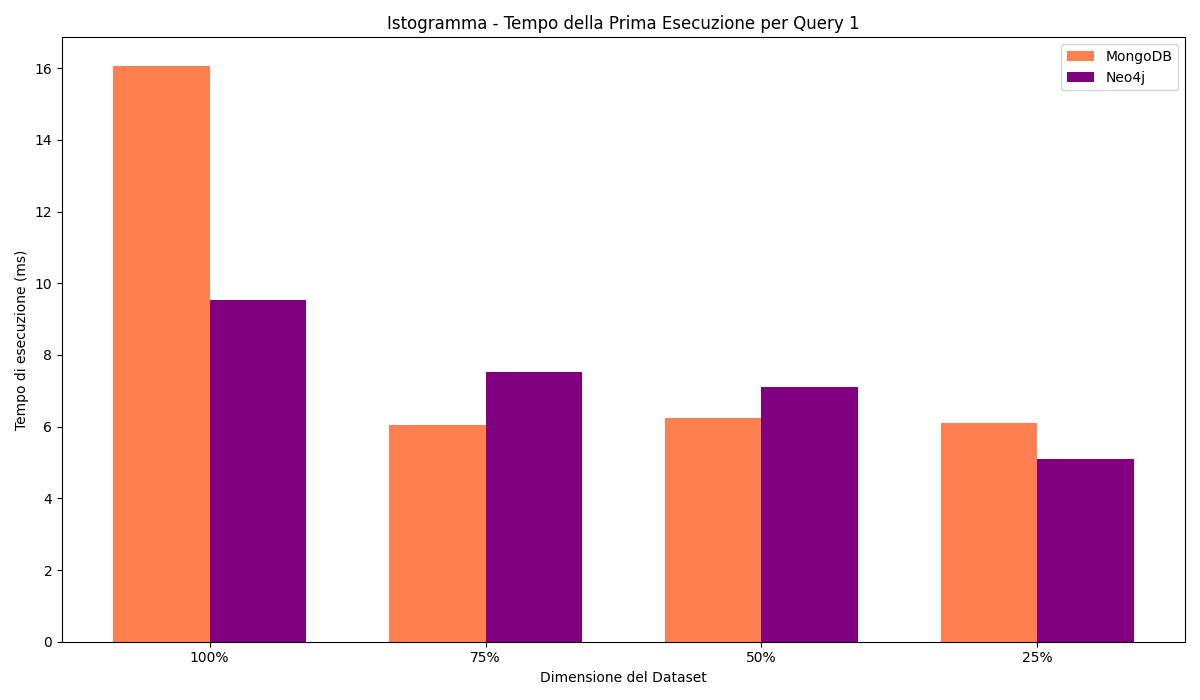 Istogramma - Tempo della Prima Esecuzione per Query 1
MongoDB
Neo4j
Tempo di esecuzione (ms)
16
14
12
10
8
6
4
2
0
100%
75%
50%
25%
Dimensione del Dataset